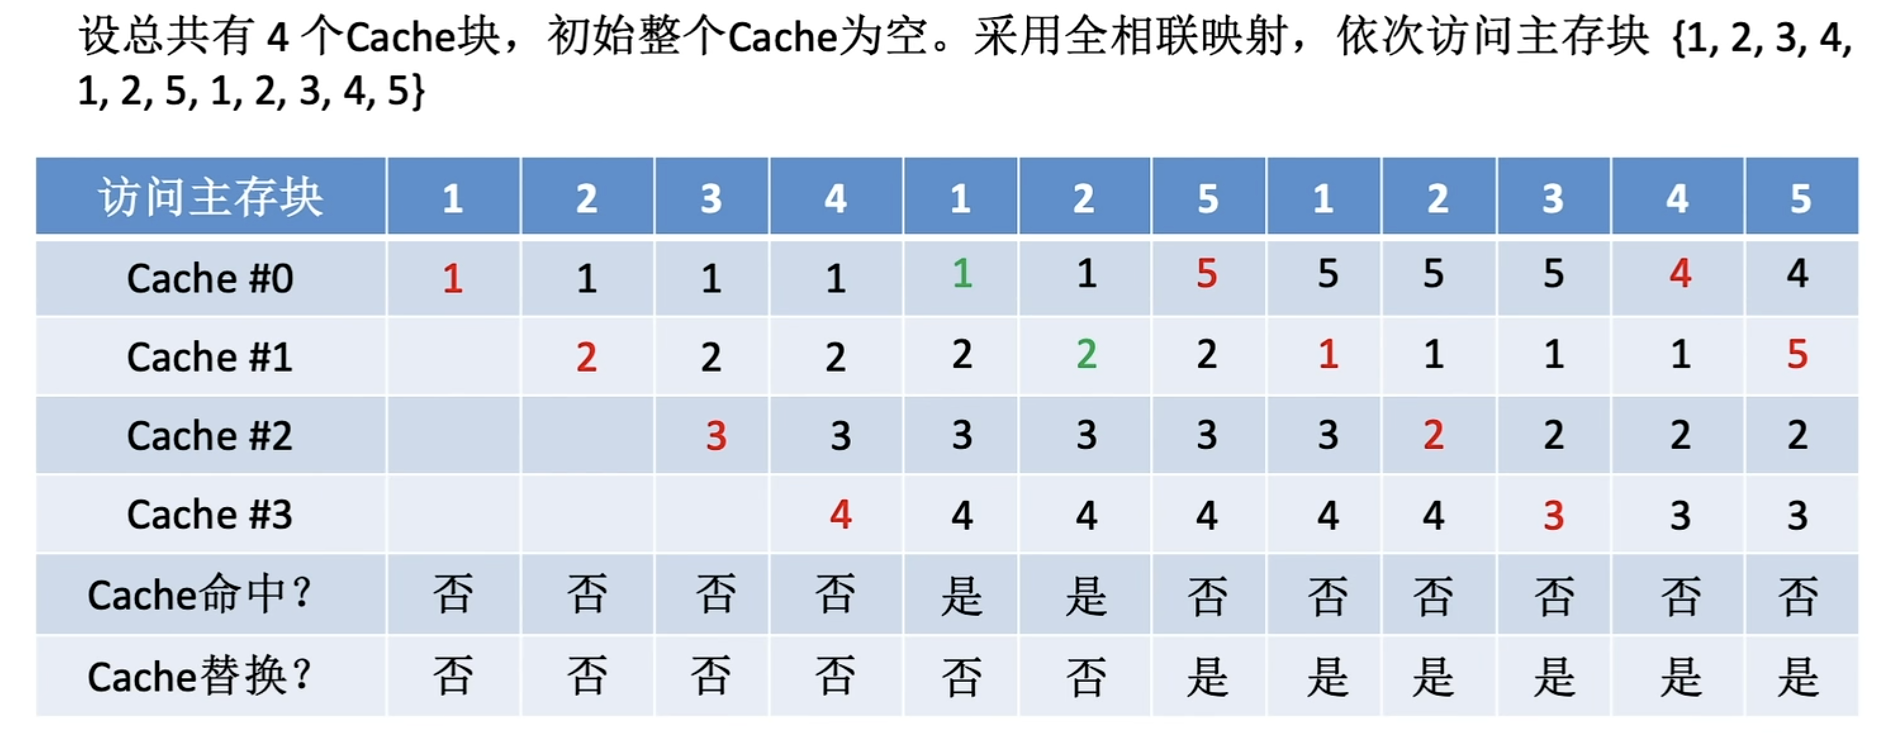 设总共有 4 个Cache块，初始整个Cache为空。采用全相联映射，依次访问主存块 {1, 2, 3, 4,
1, 2, 5, 1, 2, 3, 4, 5}
访问主存块 1 2 3 4 1 2 5 1 2 3 4 5
Cache #0 1 1 1 1 1 1 5 5 5 5 4 4
Cache #1 2 2 2 2 2 2 1 1 1 1 5
Cache #2 3 3 3 3 3 3 2 2 2 2
Cache #3 4 4 4 4 4 4 3 3 3
Cache命中？ 否 否 否 否 是 是 否 否 否 否 否 否
Cache替换？ 否 否 否 否 否 否 是 是 是 是 是 是